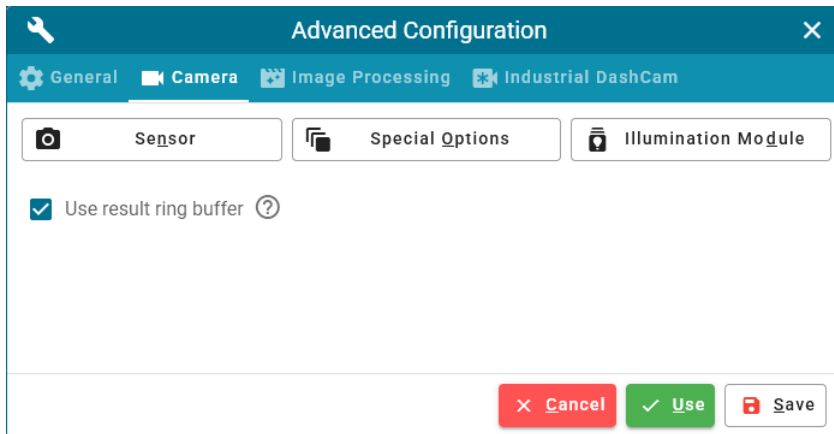 Advanced Configuration
General Camera Image Processing Industrial DashCam
Sensor Special Options Illumination Module
Use result ring buffer ?
Cancel Use Save